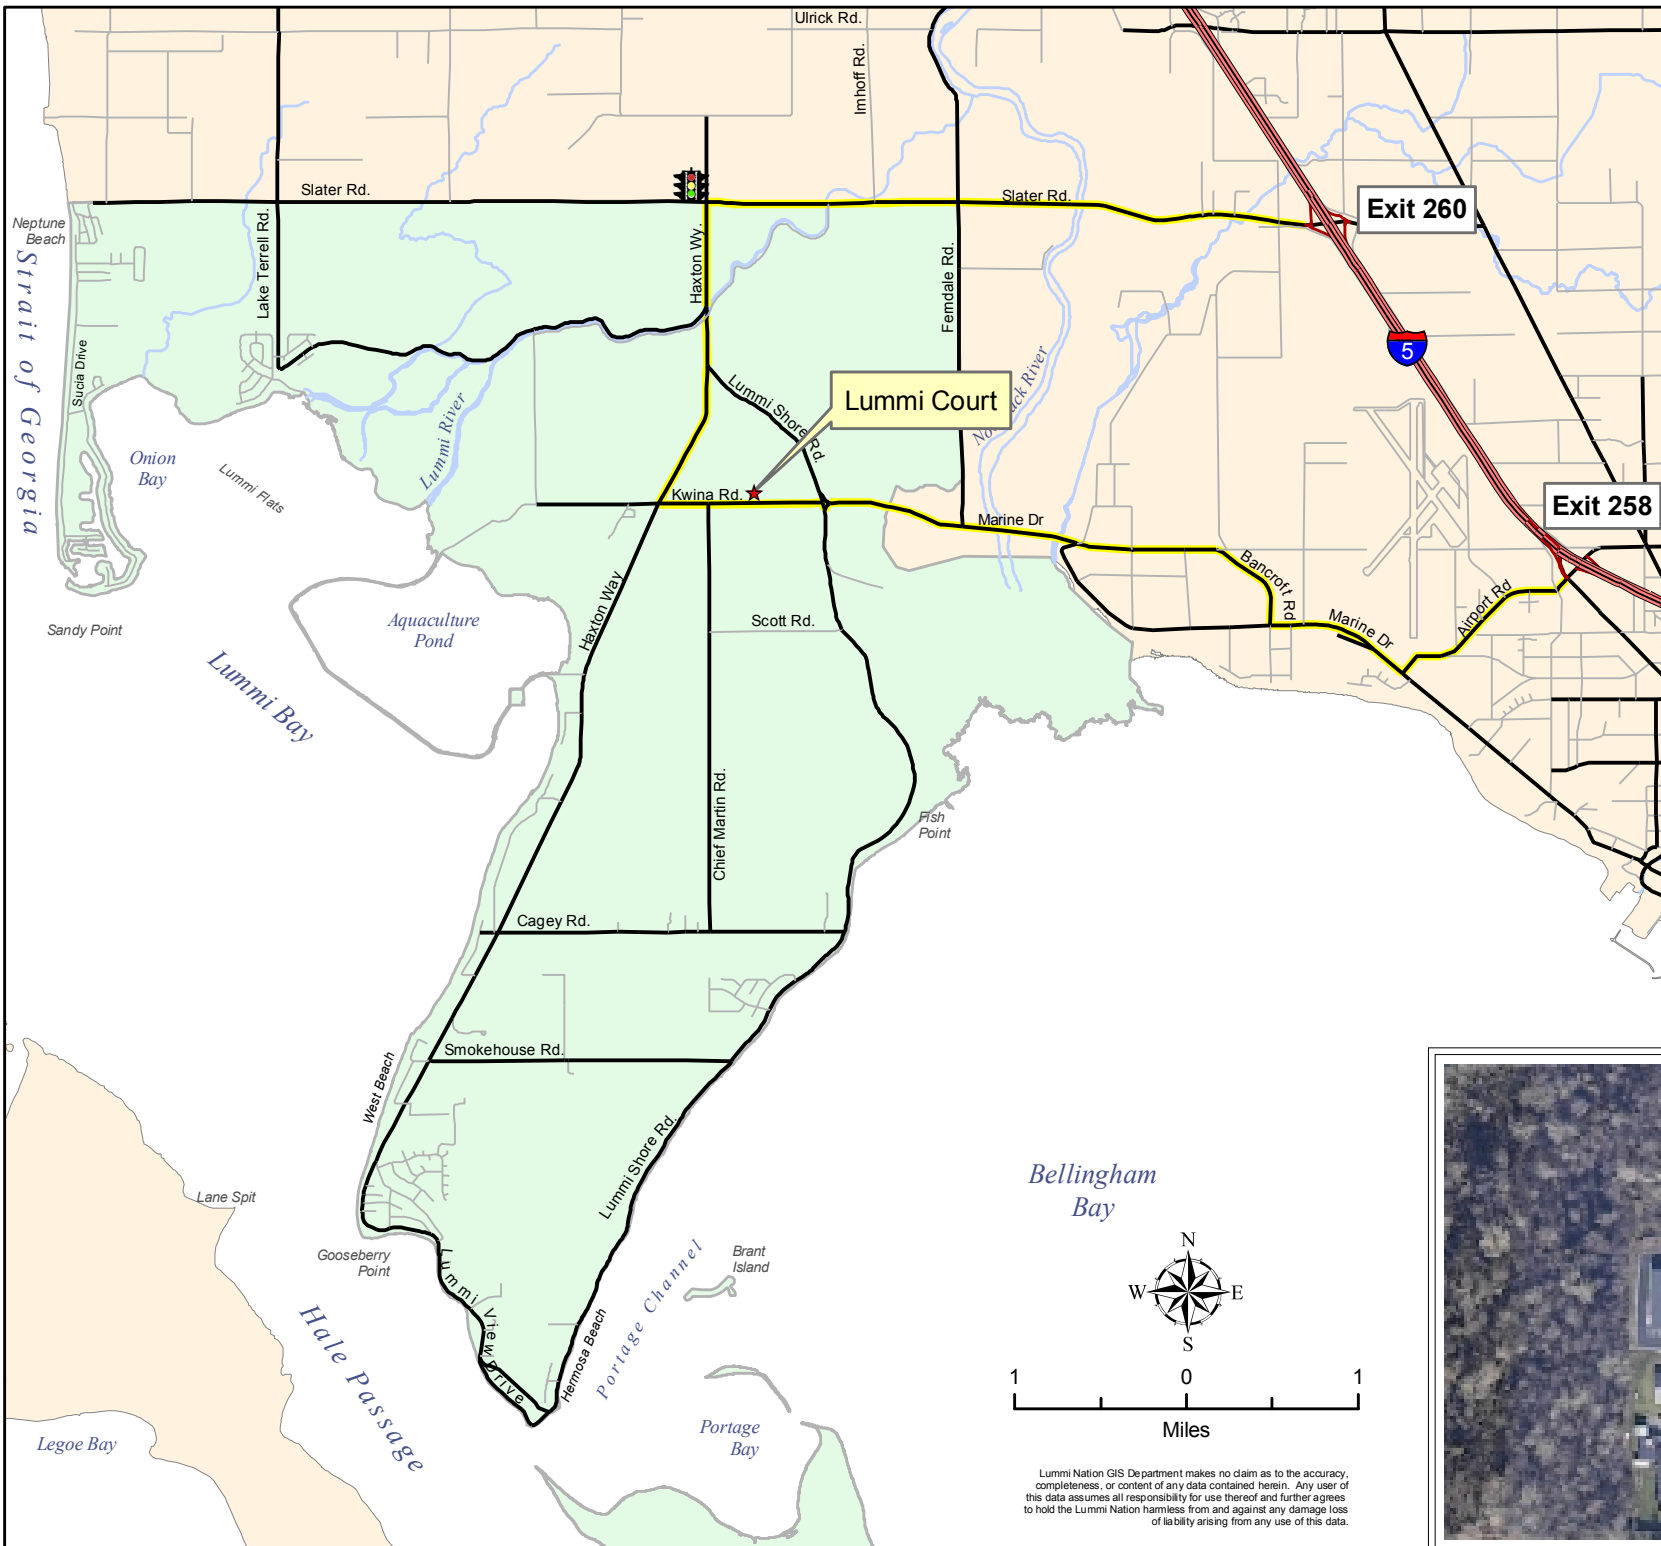 Ulrick Rd.
Imhoff Rd.
Slater Rd.
Slater Rd.
Exit 260
Neptune
Beach
Strait of Georgia
Lake Terrell Rd.
Haxton Wy.
Ferndale Rd.
Sucia Drive
5
Lummi Shore Rd.
Lummi Court
Nooksack River
Lummi River
Onion
Bay
Lummi Flats
Kwina Rd.
Exit 258
Marine Dr
Bancroft Rd
Airport Rd
Marine Dr
Haxton Way
Scott Rd.
Sandy Point
Aquaculture
Pond
Lummi Bay
Chief Martin Rd.
Fish
Point
Cagey Rd.
Smokehouse Rd.
West Beach
Lummi Shore Rd.
Lane Spit
Gooseberry
Point
Lummi View Drive
Hermosa Beach
Portage Channel
Brant
Island
Bellingham
Bay
Hale Passage
Legoe Bay
Portage
Bay
N
W E
S
1 0 1
Miles
Lummi Nation GIS Department makes no claim as to the accuracy,
completeness, or content of any data contained herein. Any user of
this data assumes all responsibility for use thereof and further agrees
to hold the Lummi Nation harmless from and against any damage loss
of liability arising from any use of this data.